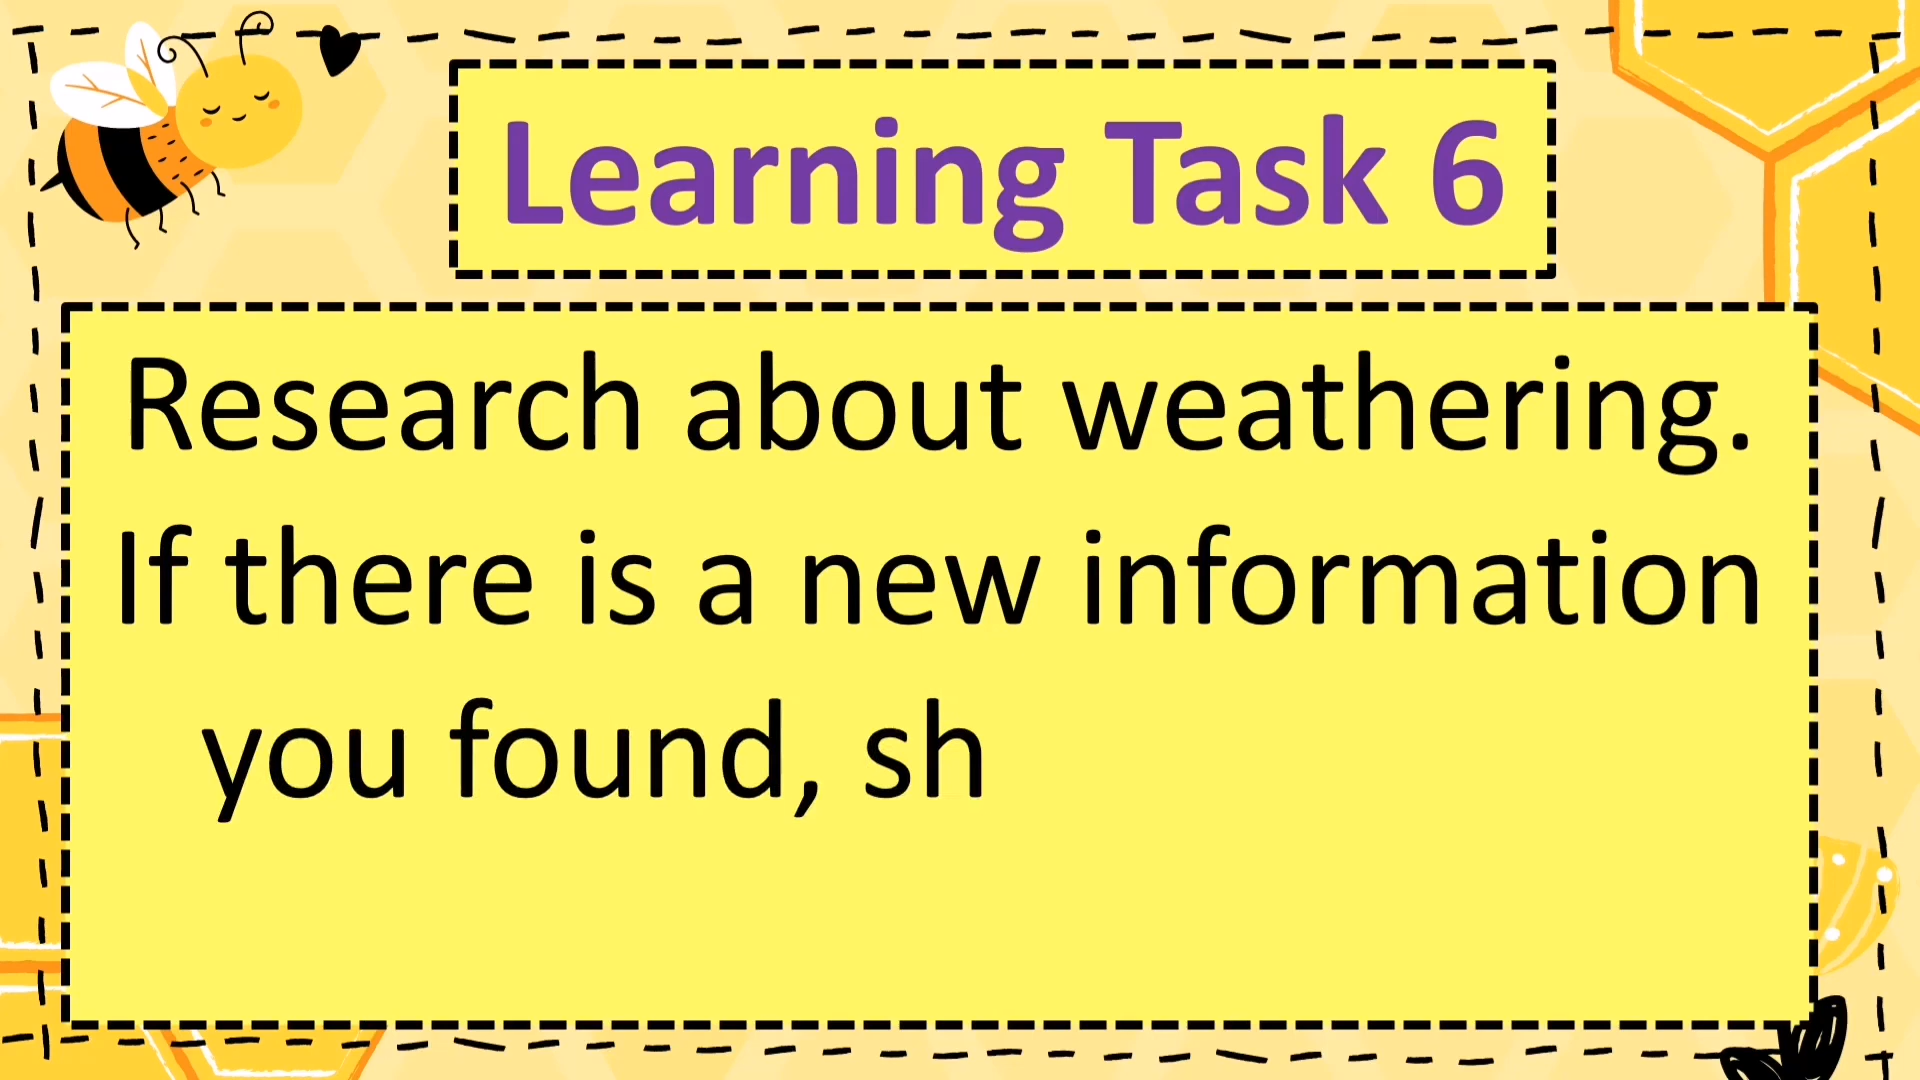 Learning Task 6
Research about weathering.
If there is a new information
you found, sh